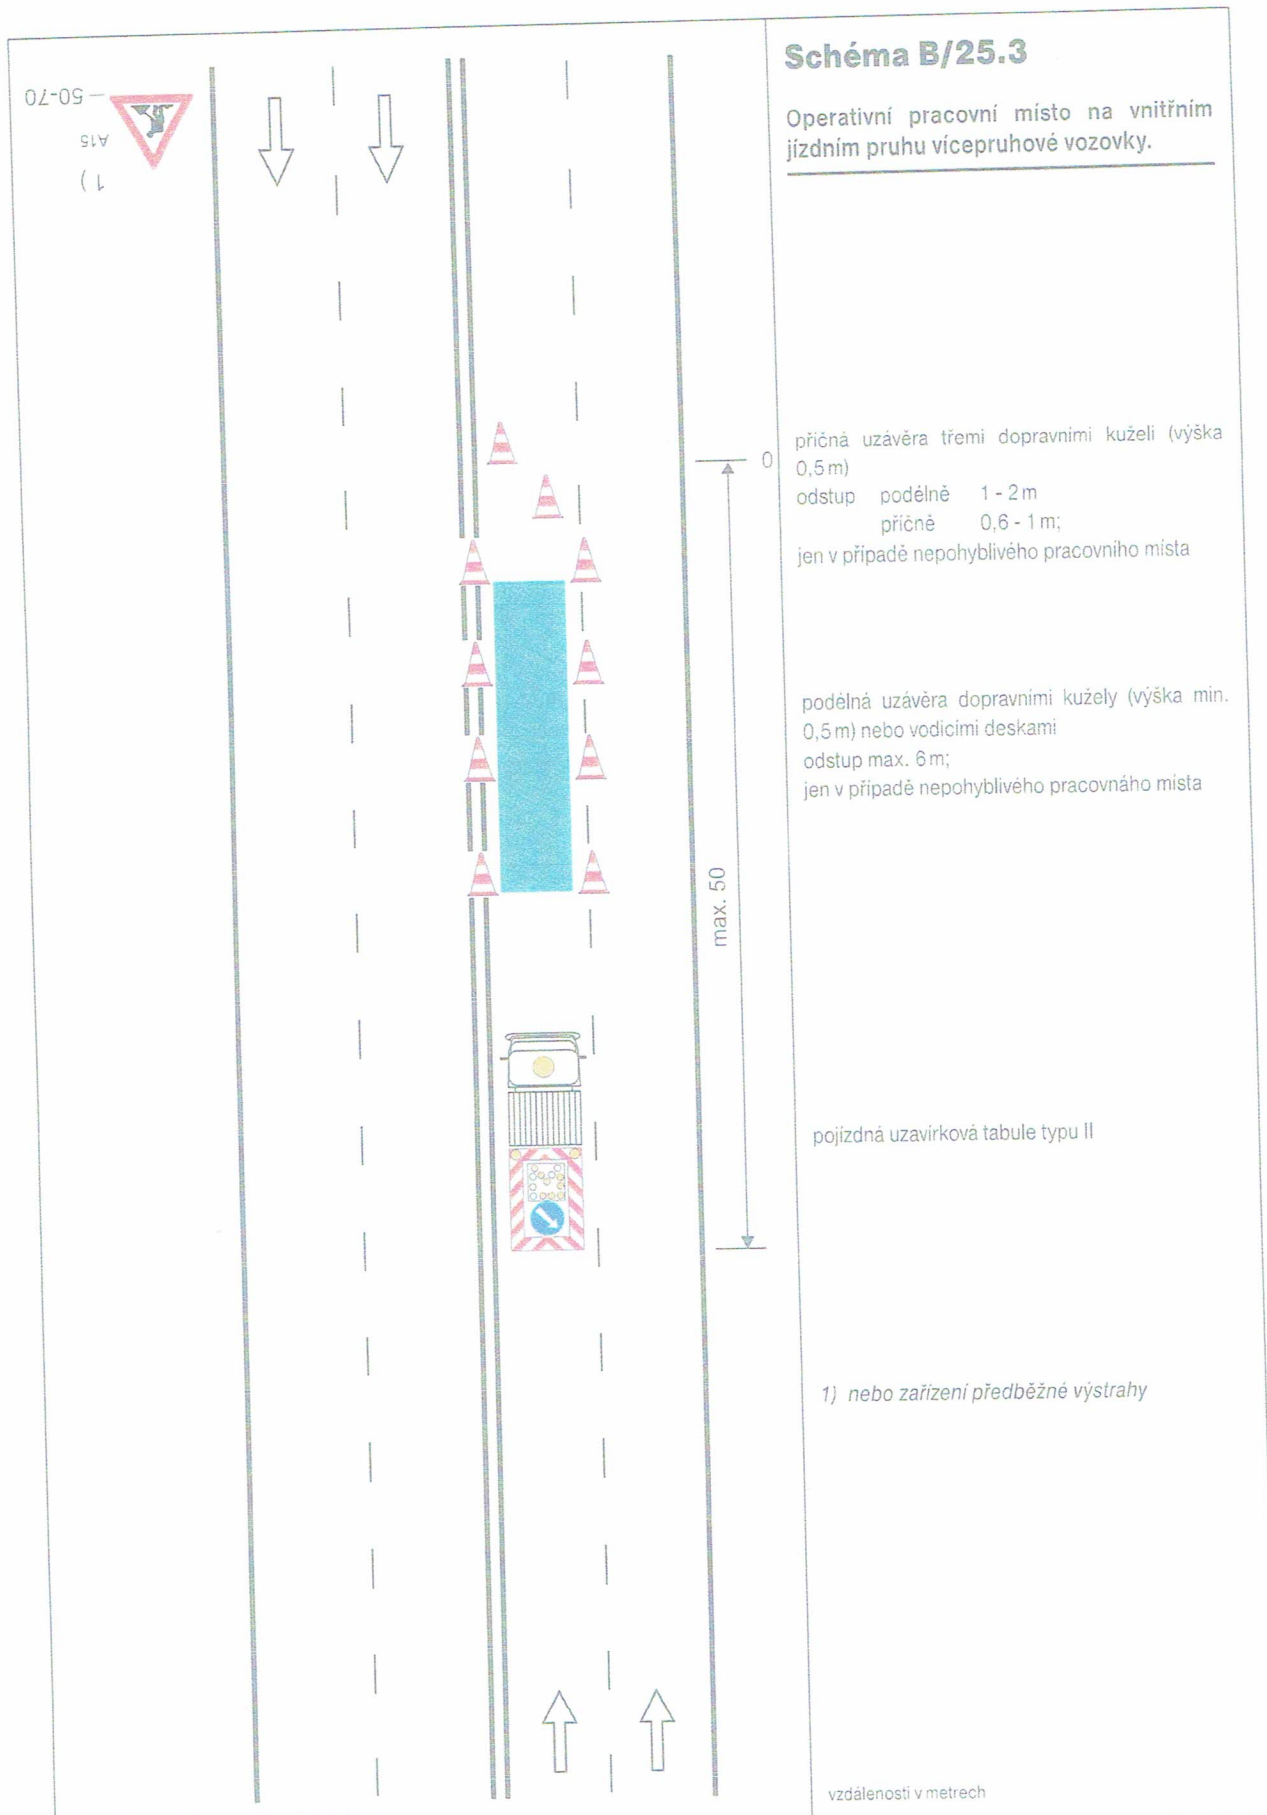 Schéma B/25.3
Operativní pracovní místo na vnitřním
jízdním pruhu vícepruhové vozovky.
50-70
A15
1)
0
příčná uzávěra třemi dopravními kuželi (výška
0,5 m)
odstup podélně 1 - 2 m
příčně 0,6 - 1 m;
jen v případě nepohyblivého pracovního místa
podélná uzávěra dopravními kužely (výška min.
0,5 m) nebo vodicími deskami
odstup max. 6 m;
jen v případě nepohyblivého pracovnáho místa
max. 50
pojízdná uzavírková tabule typu II
1) nebo zařízení předběžné výstrahy
vzdálenosti v metrech